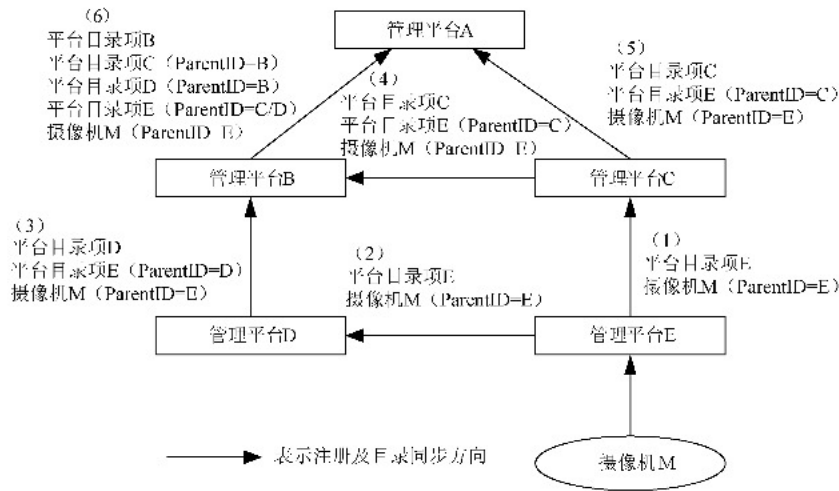 （6）
平台目录项B
平台目录项C（ParentID=B）
平台目录项D（ParentID=B）
平台目录项E（ParentID=C/D）
摄像机M（ParentID=E）
管理平台A
（5）
平台目录项C
平台目录项E（ParentID=C）
摄像机M（ParentID=E）
（4）
平台目录项C
平台目录项E（ParentID=C）
摄像机M（ParentID=E）
管理平台B
管理平台C
（3）
平台目录项D
平台目录项E（ParentID=D）
摄像机M（ParentID=E）
（2）
平台目录项E
摄像机M（ParentID=E）
（1）
平台目录项E
摄像机M（ParentID=E）
管理平台D
管理平台E
表示注册及目录同步方向
摄像机M